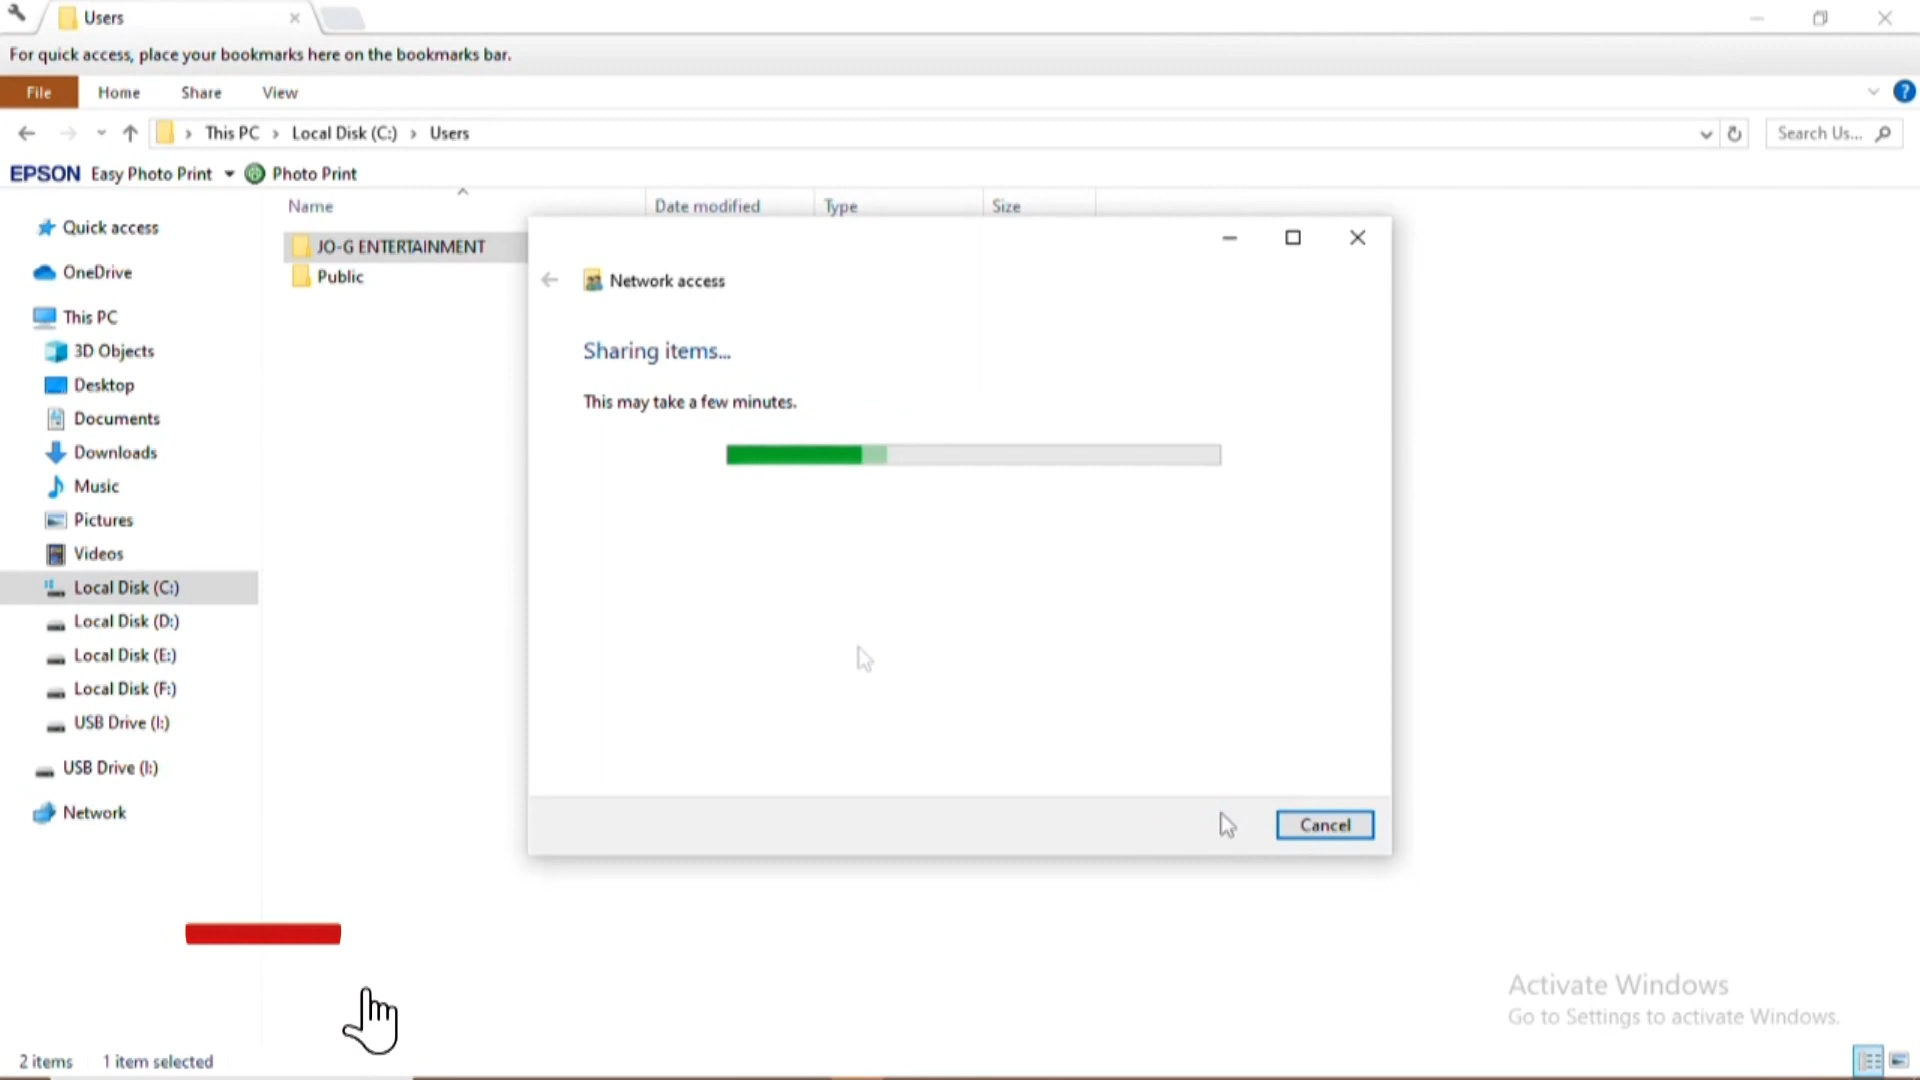 Users
For quick access, place your bookmarks here on the bookmarks bar.
File Home Share View
This PC Local Disk (C:) Users Search Us...
EPSON Easy Photo Print Photo Print
Name Date modified Type Size
Quick access
OneDrive
This PC
3D Objects
Desktop
Documents
Downloads
Music
Pictures
Videos
Local Disk (C:)
Local Disk (D:)
Local Disk (E:)
Local Disk (F:)
USB Drive (I:)
USB Drive (I:)
Network
JO-G ENTERTAINMENT
Public
Network access
Sharing items...
This may take a few minutes.
Cancel
Activate Windows
Go to Settings to activate Windows.
2 items 1 item selected